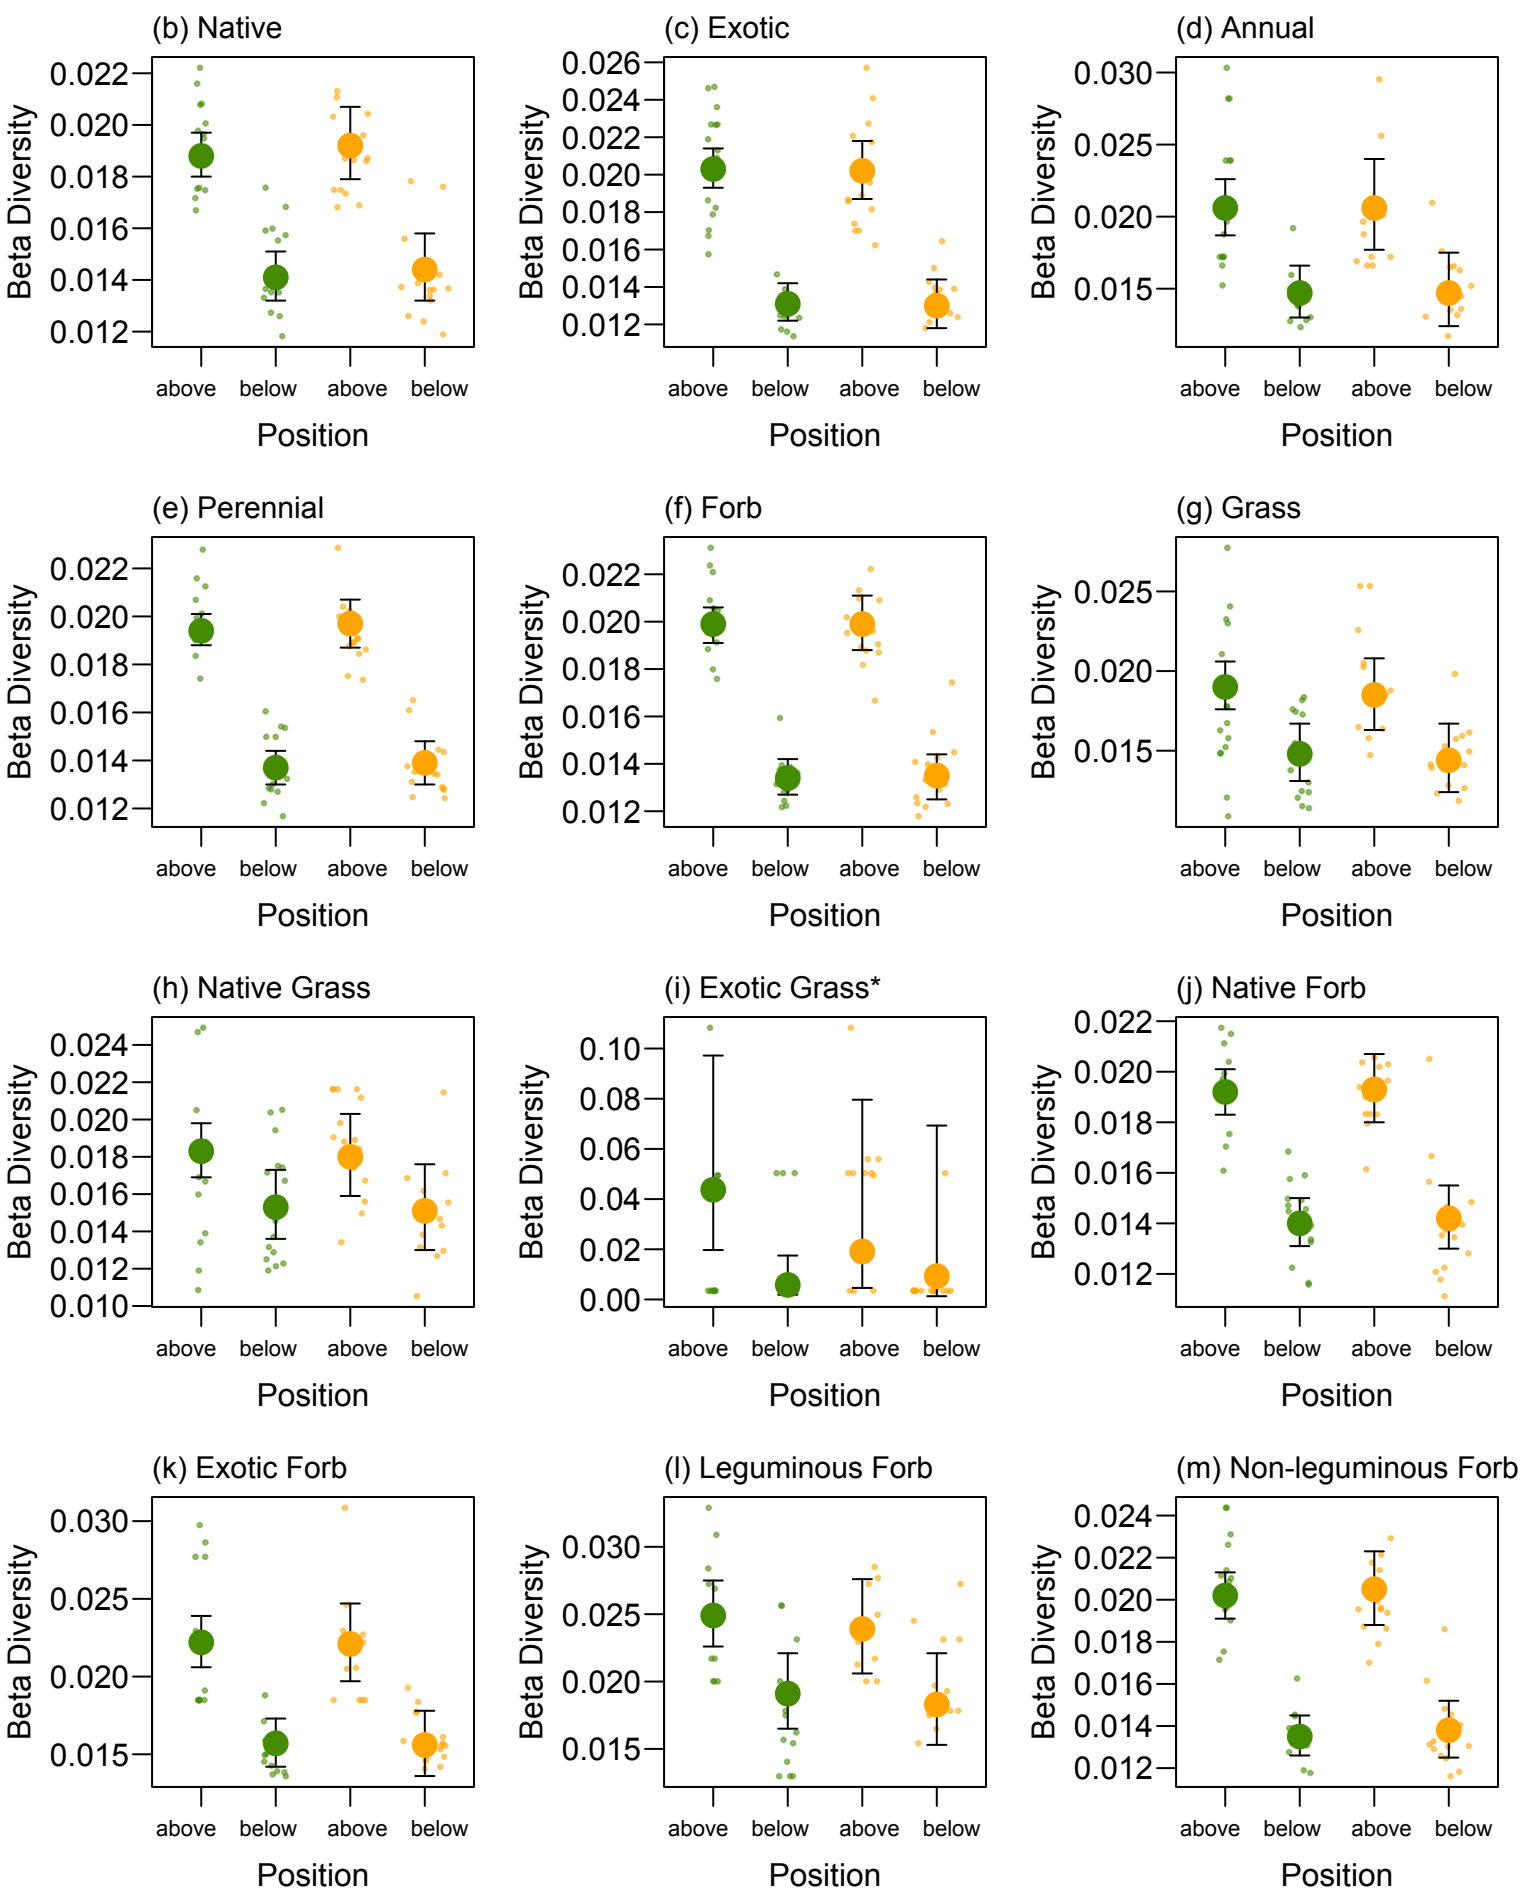 (b) Native
Beta Diversity
0.022
0.020
0.018
0.016
0.014
0.012
above below above below
Position
(c) Exotic
Beta Diversity
0.026
0.024
0.022
0.020
0.018
0.016
0.014
0.012
above below above below
Position
(d) Annual
Beta Diversity
0.030
0.025
0.020
0.015
above below above below
Position
(e) Perennial
Beta Diversity
0.022
0.020
0.018
0.016
0.014
0.012
above below above below
Position
(f) Forb
Beta Diversity
0.022
0.020
0.018
0.016
0.014
0.012
above below above below
Position
(g) Grass
Beta Diversity
0.025
0.020
0.015
above below above below
Position
(h) Native Grass
Beta Diversity
0.024
0.022
0.020
0.018
0.016
0.014
0.012
0.010
above below above below
Position
(i) Exotic Grass*
Beta Diversity
0.10
0.08
0.06
0.04
0.02
0.00
above below above below
Position
(j) Native Forb
Beta Diversity
0.022
0.020
0.018
0.016
0.014
0.012
above below above below
Position
(k) Exotic Forb
Beta Diversity
0.030
0.025
0.020
0.015
above below above below
Position
(l) Leguminous Forb
Beta Diversity
0.030
0.025
0.020
0.015
above below above below
Position
(m) Non-leguminous Forb
Beta Diversity
0.024
0.022
0.020
0.018
0.016
0.014
0.012
above below above below
Position